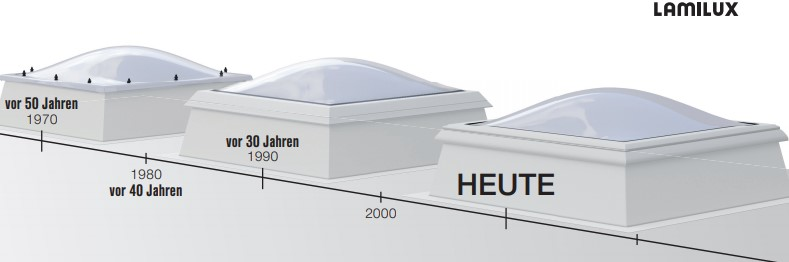 LAMILUX
vor 50 Jahren
1970
1980
vor 40 Jahren
vor 30 Jahren
1990
2000
HEUTE